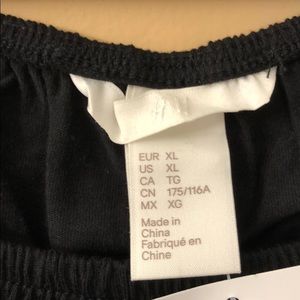 EUR XL
US XL
CA TG
CN 175/116A
MX XG
Made in
China
Fabriqué en
Chine